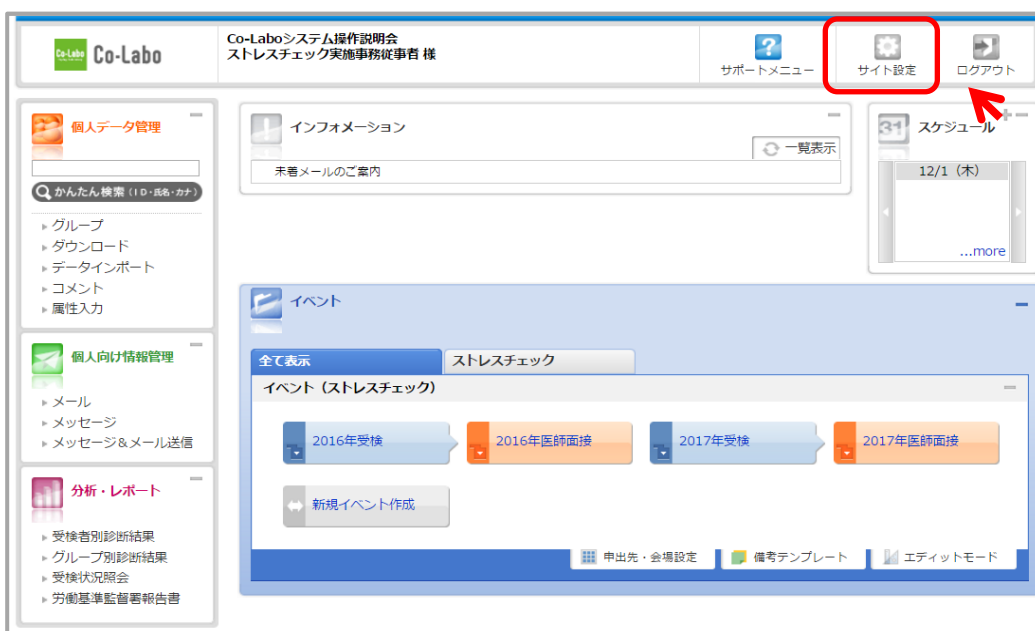 Co-Labo Co-Labo
Co-Laboシステム操作説明会
ストレスチェック実施事務従事者 様
サポートメニュー
サイト設定
ログアウト
個人データ管理
かんたん検索（ID・氏名・カナ）
グループ
ダウンロード
データインポート
コメント
属性入力
個人向け情報管理
メール
メッセージ
メッセージ＆メール送信
分析・レポート
受検者別診断結果
グループ別診断結果
受検状況照会
労働基準監督署報告書
インフォメーション
一覧表示
未着メールのご案内
31 スケジュール
12/1（木）
...more
イベント
全て表示
ストレスチェック
イベント（ストレスチェック）
2016年受検
2016年医師面接
2017年受検
2017年医師面接
新規イベント作成
申出先・会場設定
備考テンプレート
エディットモード